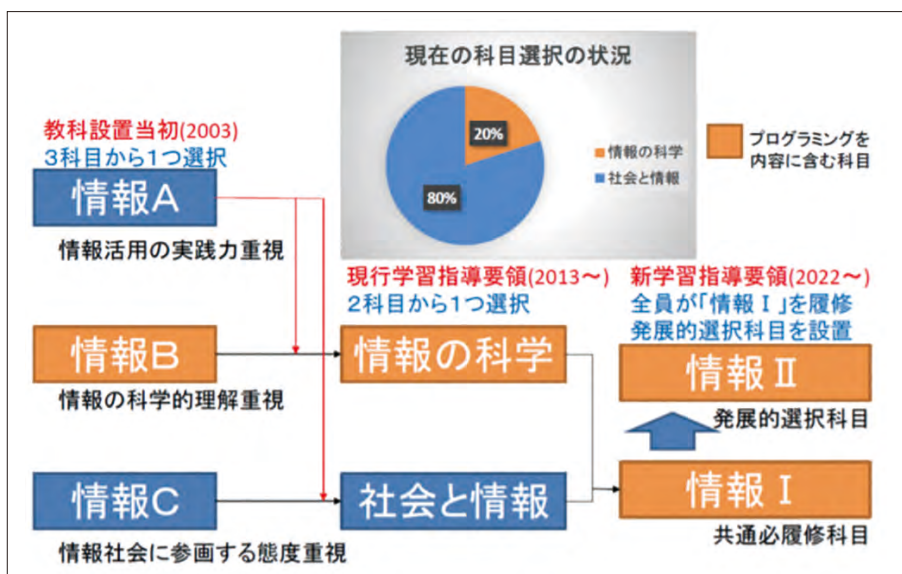 現在の科目選択の状況
20%
80%
情報の科学
社会と情報
プログラミングを
内容に含む科目
教科設置当初(2003)
3科目から1つ選択
情報A
情報活用の実践力重視
情報B
情報の科学的理解重視
情報C
情報社会に参画する態度重視
現行学習指導要領(2013～)
2科目から1つ選択
情報の科学
社会と情報
新学習指導要領(2022～)
全員が「情報Ⅰ」を履修
発展的選択科目を設置
情報Ⅱ
発展的選択科目
情報Ⅰ
共通必履修科目